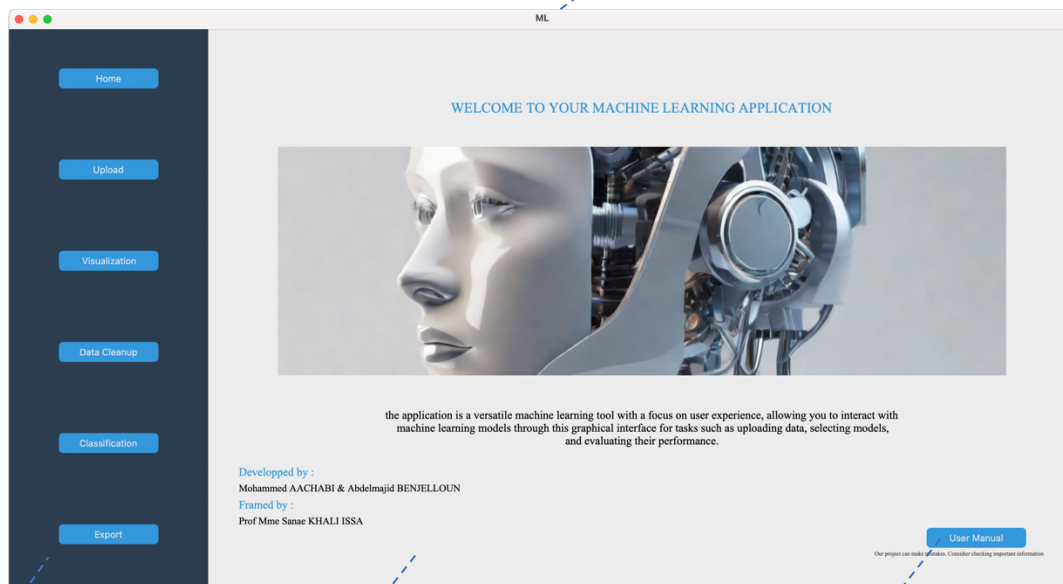 ML
Home
Upload
Visualization
Data Cleanup
Classification
Export
WELCOME TO YOUR MACHINE LEARNING APPLICATION
the application is a versatile machine learning tool with a focus on user experience, allowing you to interact with
machine learning models through this graphical interface for tasks such as uploading data, selecting models,
and evaluating their performance.
Developped by :
Mohammed AACHABI & Abdelmajid BENJELLOUN
Framed by :
Prof Mme Sanae KHALI ISSA
User Manual
Our project can make mistakes. Consider checking important information